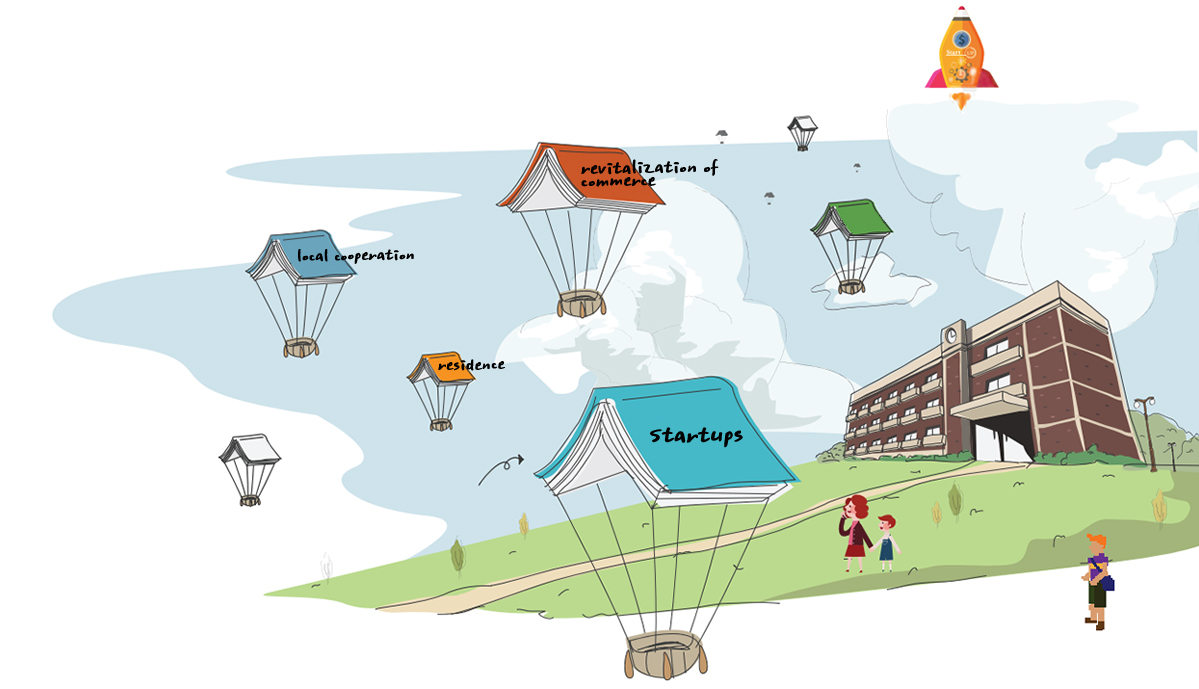 revitalization of
commerce
local cooperation
residence
Startups
$